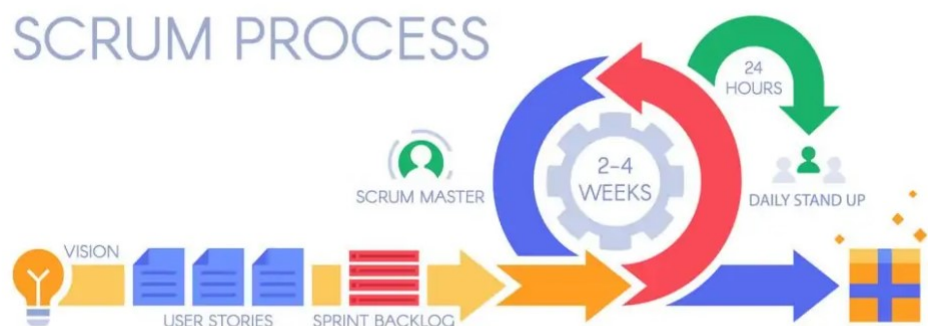 SCRUM PROCESS
24
HOURS
2-4
WEEKS
SCRUM MASTER
DAILY STAND UP
VISION
USER STORIES
SPRINT BACKLOG